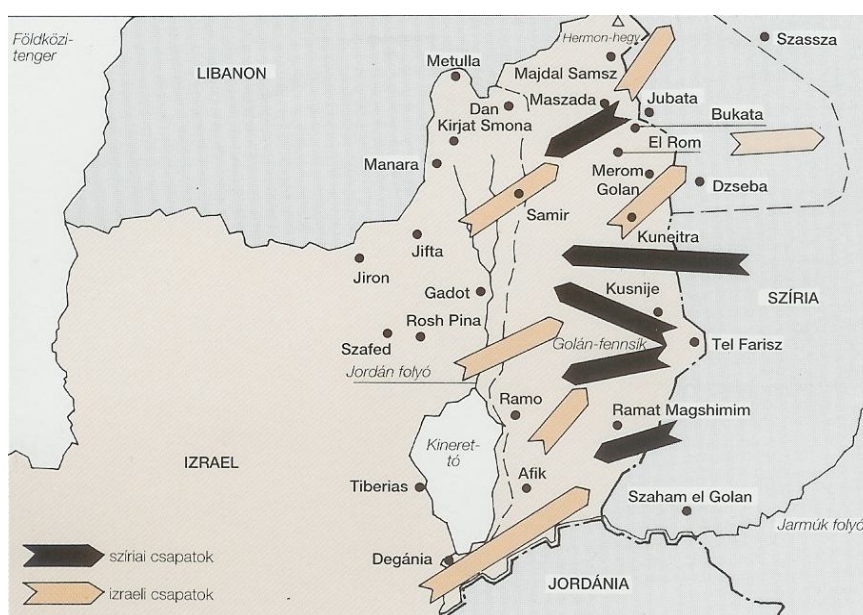 Földközi-
tenger
LIBANON
Metulla
Hermon-hegy
Szassza
Majdal Samsz
Dan
Maszada
Jubata
Bukata
Kirjat Smona
El Rom
Manara
Merom
Golan
Dzseba
Samir
Jifta
Kuneitra
Jiron
Gadot
Kusnije
SZÍRIA
Rosh Pina
Szafed
Golán-fennsík
Tel Farisz
Jordán folyó
Ramo
Ramat Magshimim
Kineret-
tó
IZRAEL
Tiberias
Afik
Szaham el Golan
Jarmúk folyó
szíriai csapatok
Degánia
izraeli csapatok
JORDÁNIA